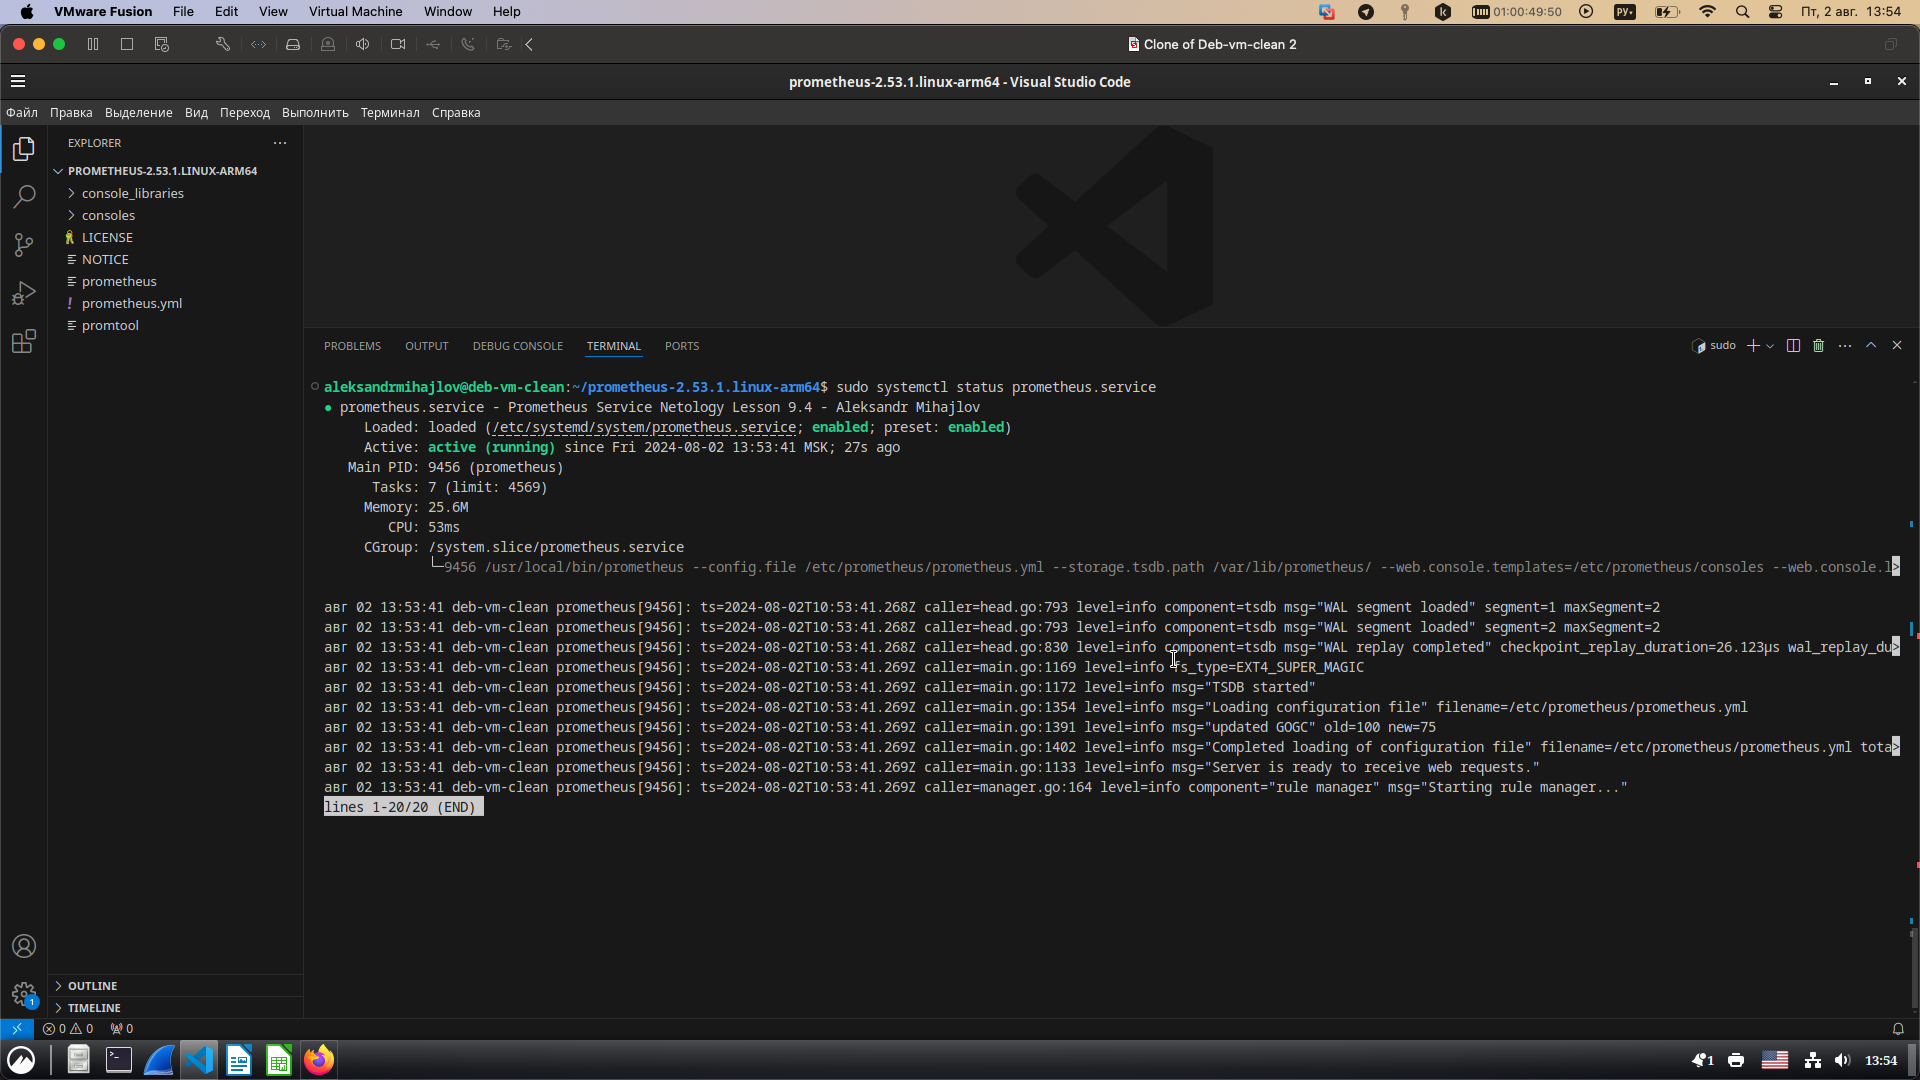 VMware Fusion File Edit View Virtual Machine Window Help 01:00:49:50 РУ Пт, 2 авг. 13:54
Clone of Deb-vm-clean 2
prometheus-2.53.1.linux-arm64 - Visual Studio Code
Файл Правка Выделение Вид Переход Выполнить Терминал Справка
EXPLORER
PROMETHEUS-2.53.1.LINUX-ARM64
console_libraries
consoles
LICENSE
NOTICE
prometheus
! prometheus.yml
promtool
PROBLEMS OUTPUT DEBUG CONSOLE TERMINAL PORTS sudo
aleksandrmihajlov@deb-vm-clean:~/prometheus-2.53.1.linux-arm64$ sudo systemctl status prometheus.service
● prometheus.service - Prometheus Service Netology Lesson 9.4 - Aleksandr Mihajlov
Loaded: loaded (/etc/systemd/system/prometheus.service; enabled; preset: enabled)
Active: active (running) since Fri 2024-08-02 13:53:41 MSK; 27s ago
Main PID: 9456 (prometheus)
Tasks: 7 (limit: 4569)
Memory: 25.6M
CPU: 53ms
CGroup: /system.slice/prometheus.service
└─9456 /usr/local/bin/prometheus --config.file /etc/prometheus/prometheus.yml --storage.tsdb.path /var/lib/prometheus/ --web.console.templates=/etc/prometheus/consoles --web.console.l>
авг 02 13:53:41 deb-vm-clean prometheus[9456]: ts=2024-08-02T10:53:41.268Z caller=head.go:793 level=info component=tsdb msg="WAL segment loaded" segment=1 maxSegment=2
авг 02 13:53:41 deb-vm-clean prometheus[9456]: ts=2024-08-02T10:53:41.268Z caller=head.go:793 level=info component=tsdb msg="WAL segment loaded" segment=2 maxSegment=2
авг 02 13:53:41 deb-vm-clean prometheus[9456]: ts=2024-08-02T10:53:41.268Z caller=head.go:830 level=info component=tsdb msg="WAL replay completed" checkpoint_replay_duration=26.123µs wal_replay_du>
авг 02 13:53:41 deb-vm-clean prometheus[9456]: ts=2024-08-02T10:53:41.269Z caller=main.go:1169 level=info fs_type=EXT4_SUPER_MAGIC
авг 02 13:53:41 deb-vm-clean prometheus[9456]: ts=2024-08-02T10:53:41.269Z caller=main.go:1172 level=info msg="TSDB started"
авг 02 13:53:41 deb-vm-clean prometheus[9456]: ts=2024-08-02T10:53:41.269Z caller=main.go:1354 level=info msg="Loading configuration file" filename=/etc/prometheus/prometheus.yml
авг 02 13:53:41 deb-vm-clean prometheus[9456]: ts=2024-08-02T10:53:41.269Z caller=main.go:1391 level=info msg="updated GOGC" old=100 new=75
авг 02 13:53:41 deb-vm-clean prometheus[9456]: ts=2024-08-02T10:53:41.269Z caller=main.go:1402 level=info msg="Completed loading of configuration file" filename=/etc/prometheus/prometheus.yml tota>
авг 02 13:53:41 deb-vm-clean prometheus[9456]: ts=2024-08-02T10:53:41.269Z caller=main.go:1133 level=info msg="Server is ready to receive web requests."
авг 02 13:53:41 deb-vm-clean prometheus[9456]: ts=2024-08-02T10:53:41.269Z caller=manager.go:164 level=info component="rule manager" msg="Starting rule manager..."
lines 1-20/20 (END)
OUTLINE
1
TIMELINE
0 0 0
1 13:54